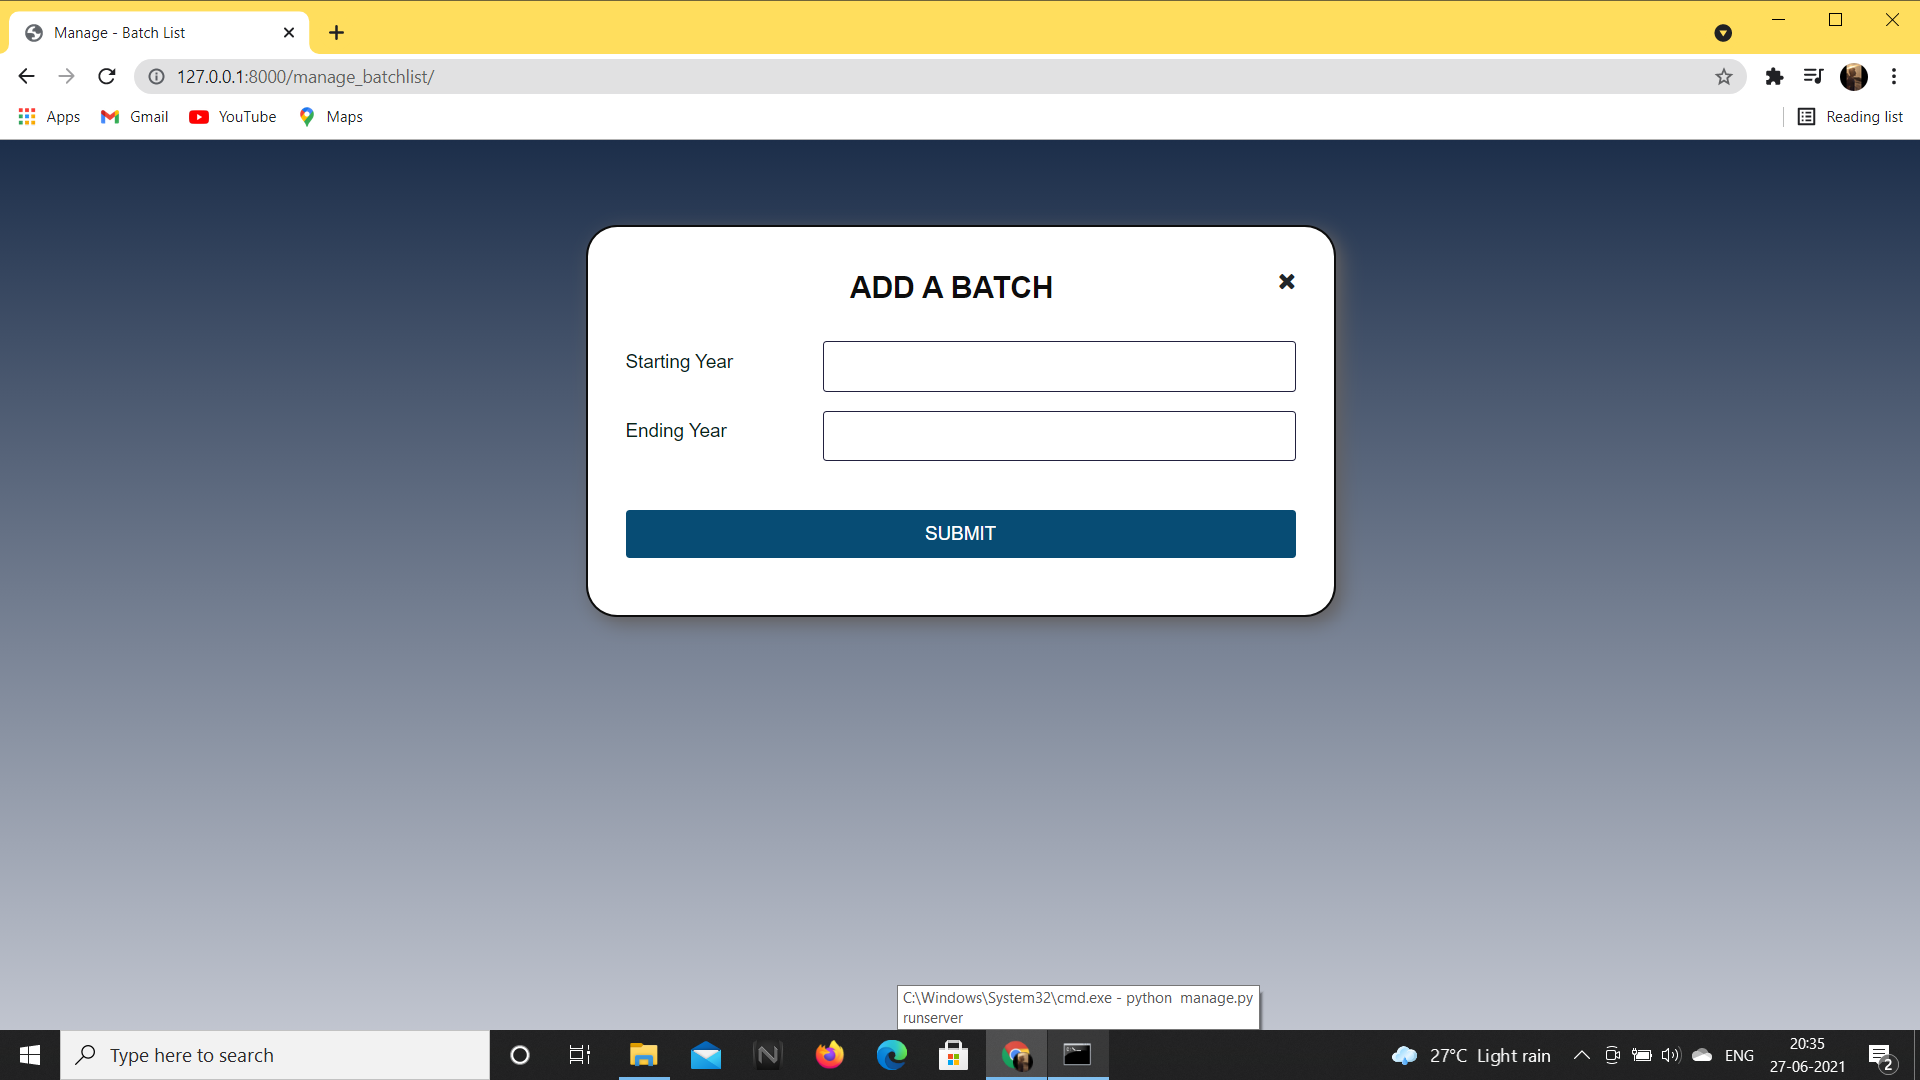 Manage - Batch List
127.0.0.1:8000/manage_batchlist/
Apps
Gmail
YouTube
Maps
Reading list
ADD A BATCH
Starting Year
Ending Year
SUBMIT
C:\Windows\System32\cmd.exe - python  manage.py
runserver
Type here to search
27°C Light rain
ENG
20:35
27-06-2021
2